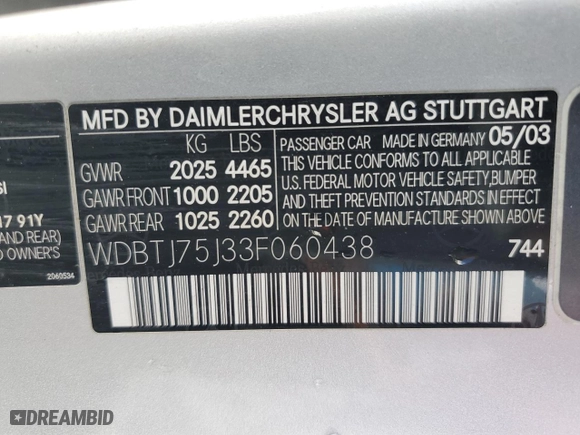 MFD BY DAIMLERCHRYSLER AG STUTTGART
KG LBS
GVWR 2025 4465
GAWR FRONT 1000 2205
GAWR REAR 1025 2260
PASSENGER CAR MADE IN GERMANY 05/03
THIS VEHICLE CONFORMS TO ALL APPLICABLE
U.S. FEDERAL MOTOR VEHICLE SAFETY, BUMPER
AND THEFT PREVENTION STANDARDS IN EFFECT
ON THE DATE OF MANUFACTURE SHOWN ABOVE.
WDBTJ75J33F060438 744
SI
17 91Y
AND REAR)
OWNER'S
2060534
DREAMBID